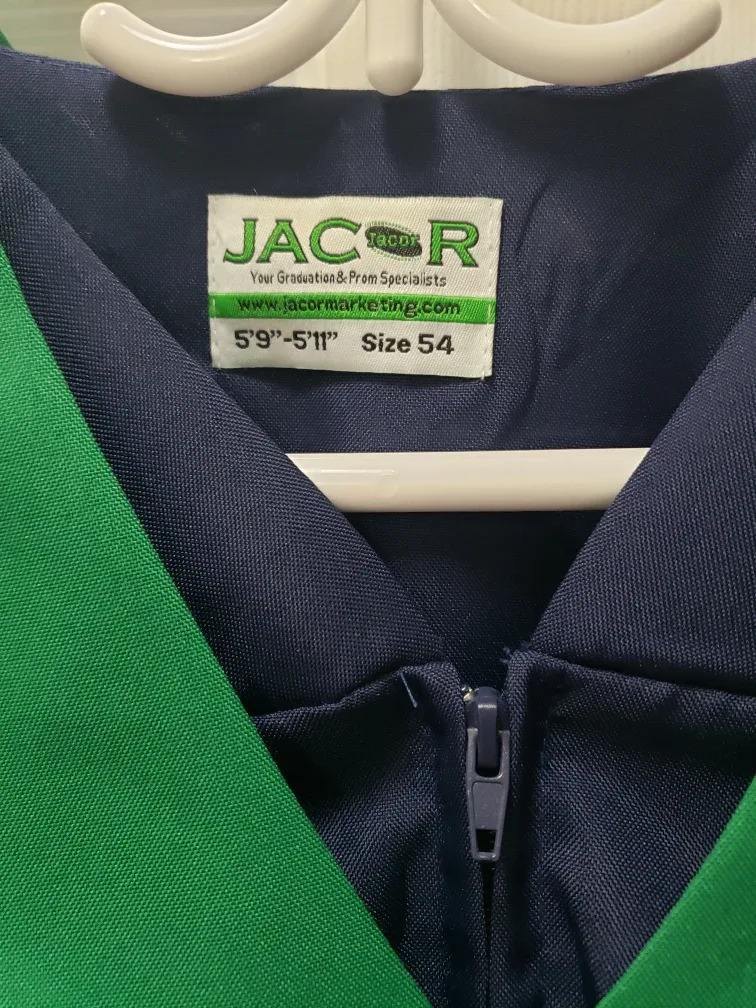 JACOR
Jacor
Your Graduation & Prom Specialists
www.jacormarketing.com
5'9"-5'11" Size 54